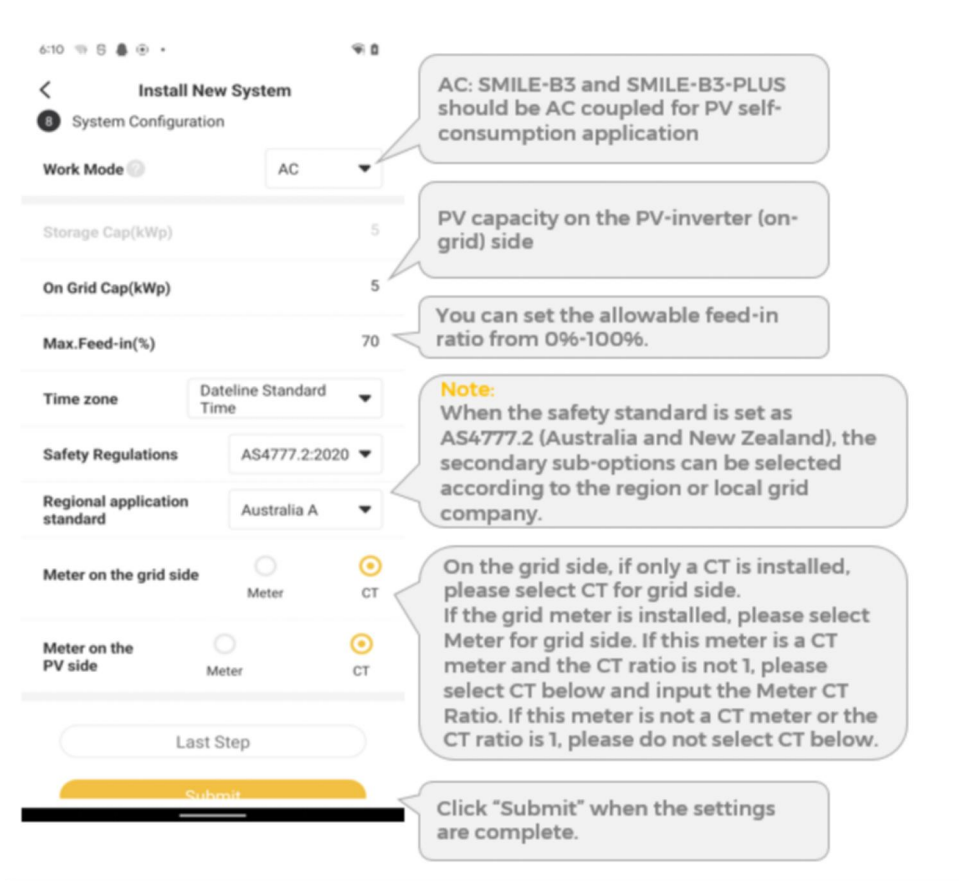 6:10
Install New System
8 System Configuration
Work Mode ? AC
Storage Cap(kWp) 5
On Grid Cap(kWp) 5
Max.Feed-in(%) 70
Time zone
Dateline Standard
Time
Safety Regulations AS4777.2:2020
Regional application
standard
Australia A
Meter on the grid side
Meter CT
Meter on the
PV side
Meter CT
Last Step
Submit
AC: SMILE-B3 and SMILE-B3-PLUS
should be AC coupled for PV self-
consumption application
PV capacity on the PV-inverter (on-
grid) side
You can set the allowable feed-in
ratio from 0%-100%.
Note:
When the safety standard is set as
AS4777.2 (Australia and New Zealand), the
secondary sub-options can be selected
according to the region or local grid
company.
On the grid side, if only a CT is installed,
please select CT for grid side.
If the grid meter is installed, please select
Meter for grid side. If this meter is a CT
meter and the CT ratio is not 1, please
select CT below and input the Meter CT
Ratio. If this meter is not a CT meter or the
CT ratio is 1, please do not select CT below.
Click “Submit” when the settings
are complete.